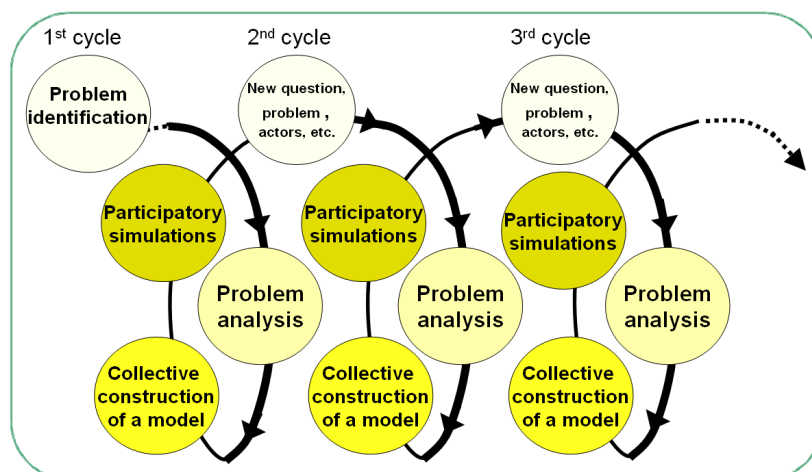 1st cycle
2nd cycle
3rd cycle
Problem
identification
New question,
problem ,
actors, etc.
New question,
problem ,
actors, etc.
Participatory
simulations
Participatory
simulations
Participatory
simulations
Problem
analysis
Problem
analysis
Problem
analysis
Collective
construction
of a model
Collective
construction
of a model
Collective
construction
of a model